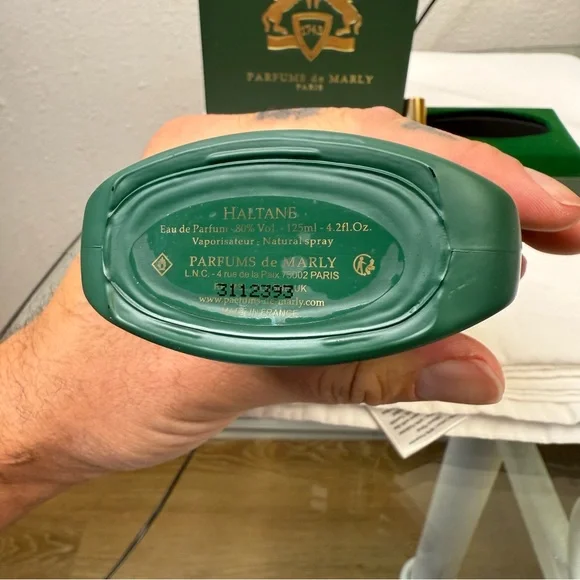 1743
PARFUMS de MARLY
PARIS
HALTANE
Eau de Parfum - 80% Vol. - 125ml - 4.2fl.Oz.
Vaporisateur - Natural spray
PARFUMS de MARLY
L.N.C. - 4 rue de la Paix 75002 PARIS
UK
3112393
www.parfums-de-marly.com
MADE IN FRANCE